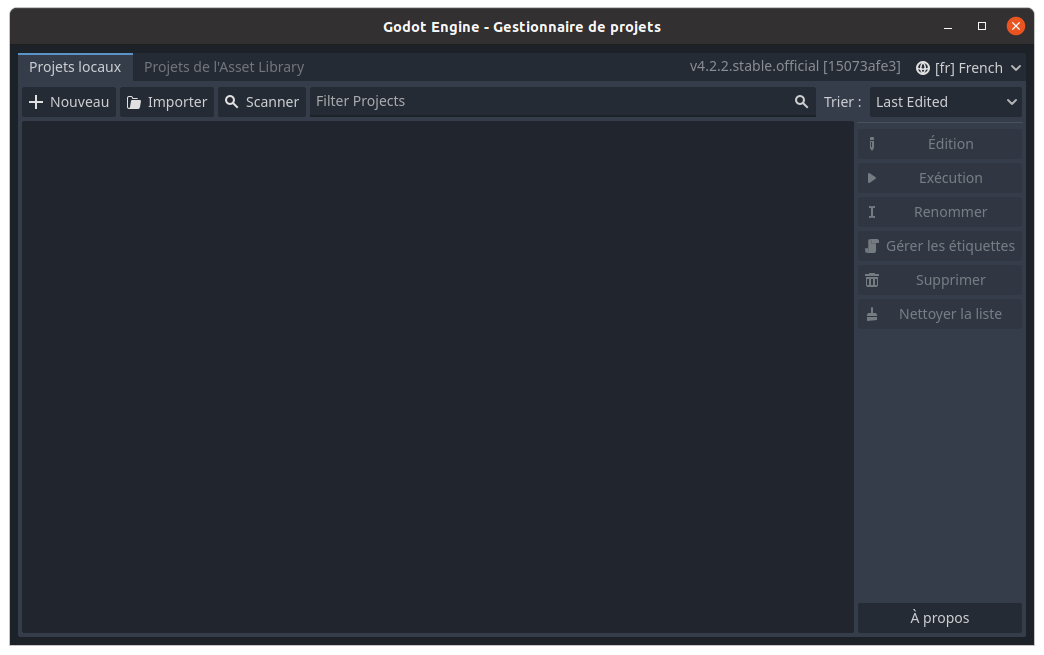 Godot Engine - Gestionnaire de projets
Projets locaux Projets de l'Asset Library v4.2.2.stable.official [15073afe3] [fr] French
Nouveau Importer Scanner Filter Projects Trier : Last Edited
Édition
Exécution
Renommer
Gérer les étiquettes
Supprimer
Nettoyer la liste
À propos